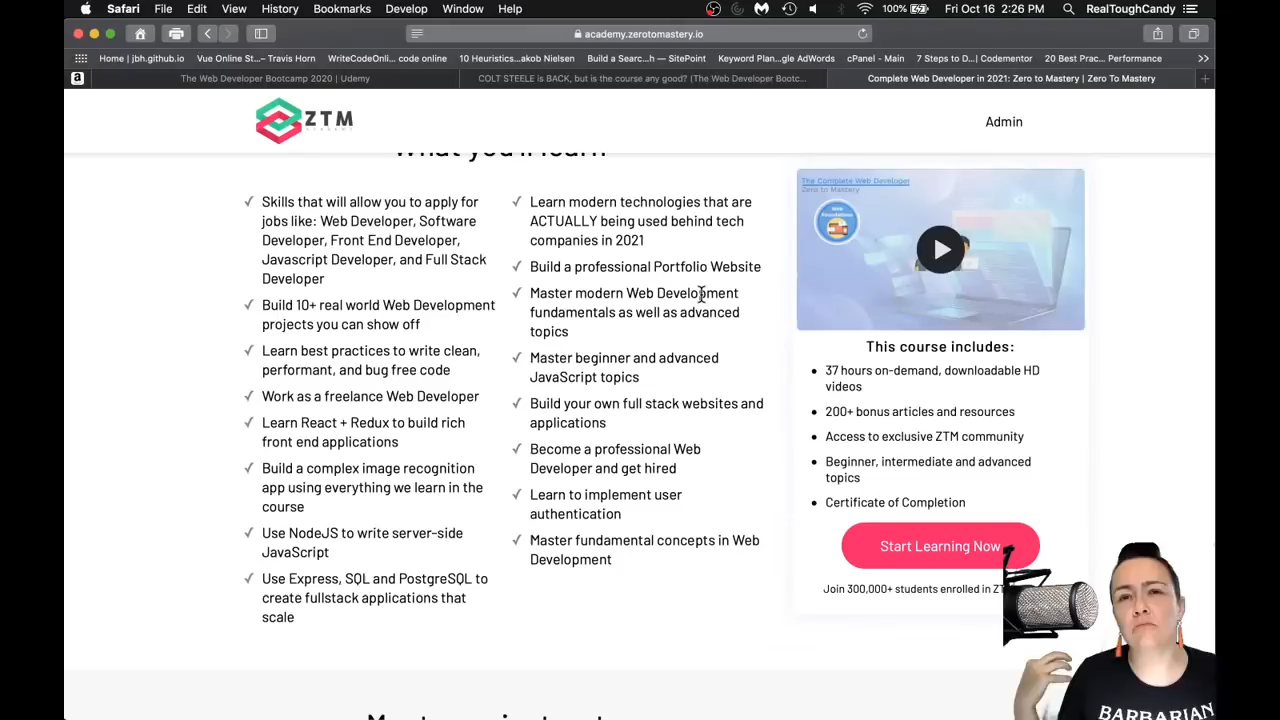 Safari File Edit View History Bookmarks Develop Window Help Fri Oct 16 2:26 PM RealToughCandy
academy.zerotomastery.io
Home | jbh.github.io Vue Online St... – Travis Horn WriteCodeOnli... code online 10 Heuristics...akob Nielsen Build a Searc...h — SitePoint Keyword Plan...gle AdWords cPanel - Main 7 Steps to D...| Codementor 20 Best Prac... Performance
The Web Developer Bootcamp 2020 | Udemy COLT STEELE is BACK, but is the course any good? (The Web Developer Bootc... Complete Web Developer in 2021: Zero to Mastery | Zero To Mastery
ZTM
ACADEMY
Admin
What you'll learn
Skills that will allow you to apply for
jobs like: Web Developer, Software
Developer, Front End Developer,
Javascript Developer, and Full Stack
Developer
Build 10+ real world Web Development
projects you can show off
Learn best practices to write clean,
performant, and bug free code
Work as a freelance Web Developer
Learn React + Redux to build rich
front end applications
Build a complex image recognition
app using everything we learn in the
course
Use NodeJS to write server-side
JavaScript
Use Express, SQL and PostgreSQL to
create fullstack applications that
scale
Learn modern technologies that are
ACTUALLY being used behind tech
companies in 2021
Build a professional Portfolio Website
Master modern Web Development
fundamentals as well as advanced
topics
Master beginner and advanced
JavaScript topics
Build your own full stack websites and
applications
Become a professional Web
Developer and get hired
Learn to implement user
authentication
Master fundamental concepts in Web
Development
The Complete Web Developer
Zero to Mastery
Web
Foundations
This course includes:
37 hours on-demand, downloadable HD
videos
200+ bonus articles and resources
Access to exclusive ZTM community
Beginner, intermediate and advanced
topics
Certificate of Completion
Start Learning Now
Join 300,000+ students enrolled in
BARBARIAN